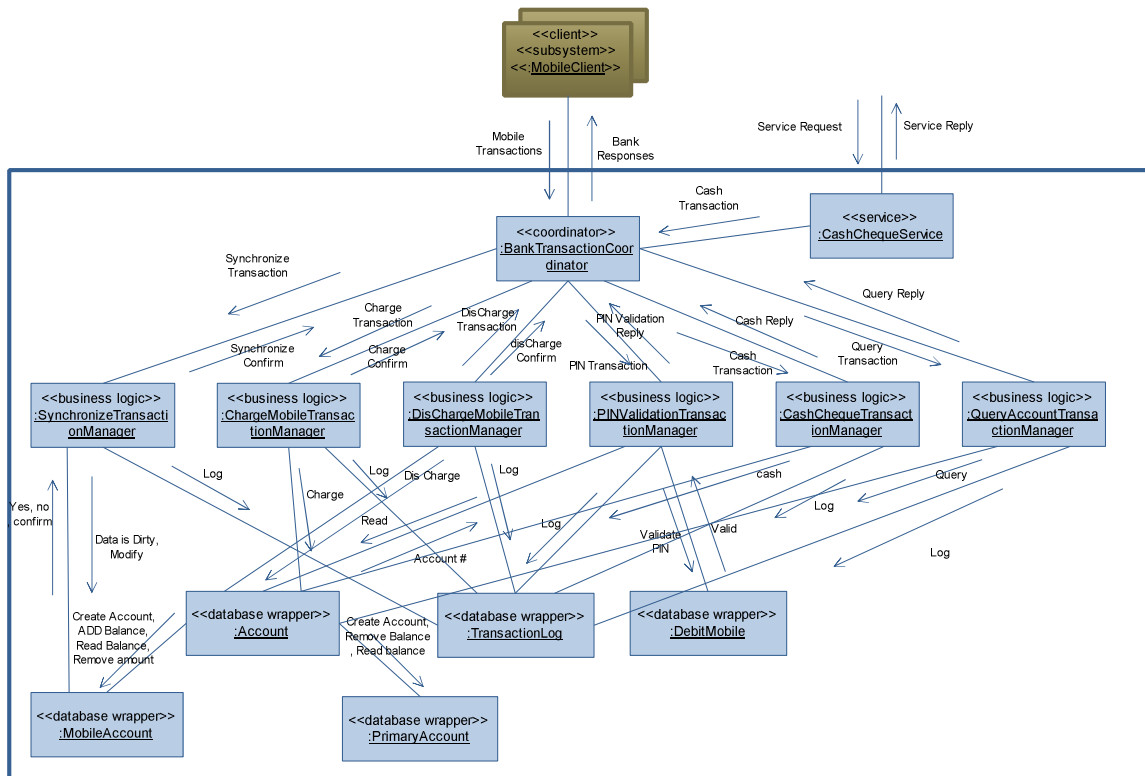 <<client>>
<<subsystem>>
<<:MobileClient>>
Mobile
Transactions
Bank
Responses
Service Request
Service Reply
Cash
Transaction
<<service>>
:CashChequeService
<<coordinator>>
:BankTransactionCoor
dinator
Synchronize
Transaction
Charge
Transaction
DisCharge
Transaction
PIN Validation
Reply
Cash Reply
Query Reply
Synchronize
Confirm
Charge
Confirm
disCharge
Confirm
PIN Transaction
Cash
Transaction
Query
Transaction
<<business logic>>
:SynchronizeTransacti
onManager
<<business logic>>
:ChargeMobileTransac
tionManager
<<business logic>>
:DisChargeMobileTran
sactionManager
<<business logic>>
:PINValidationTransac
tionManager
<<business logic>>
:CashChequeTransact
ionManager
<<business logic>>
:QueryAccountTransa
ctionManager
Log
Log
Dis Charge
Log
cash
Query
Yes, no
, confirm
Charge
Read
Log
Validate
PIN
Valid
Log
Data is Dirty,
Modify
Account #
Log
<<database wrapper>>
:Account
<<database wrapper>>
:TransactionLog
<<database wrapper>>
:DebitMobile
Create Account,
ADD Balance,
Read Balance,
Remove amount
Create Account,
Remove Balance
, Read balance
<<database wrapper>>
:MobileAccount
<<database wrapper>>
:PrimaryAccount